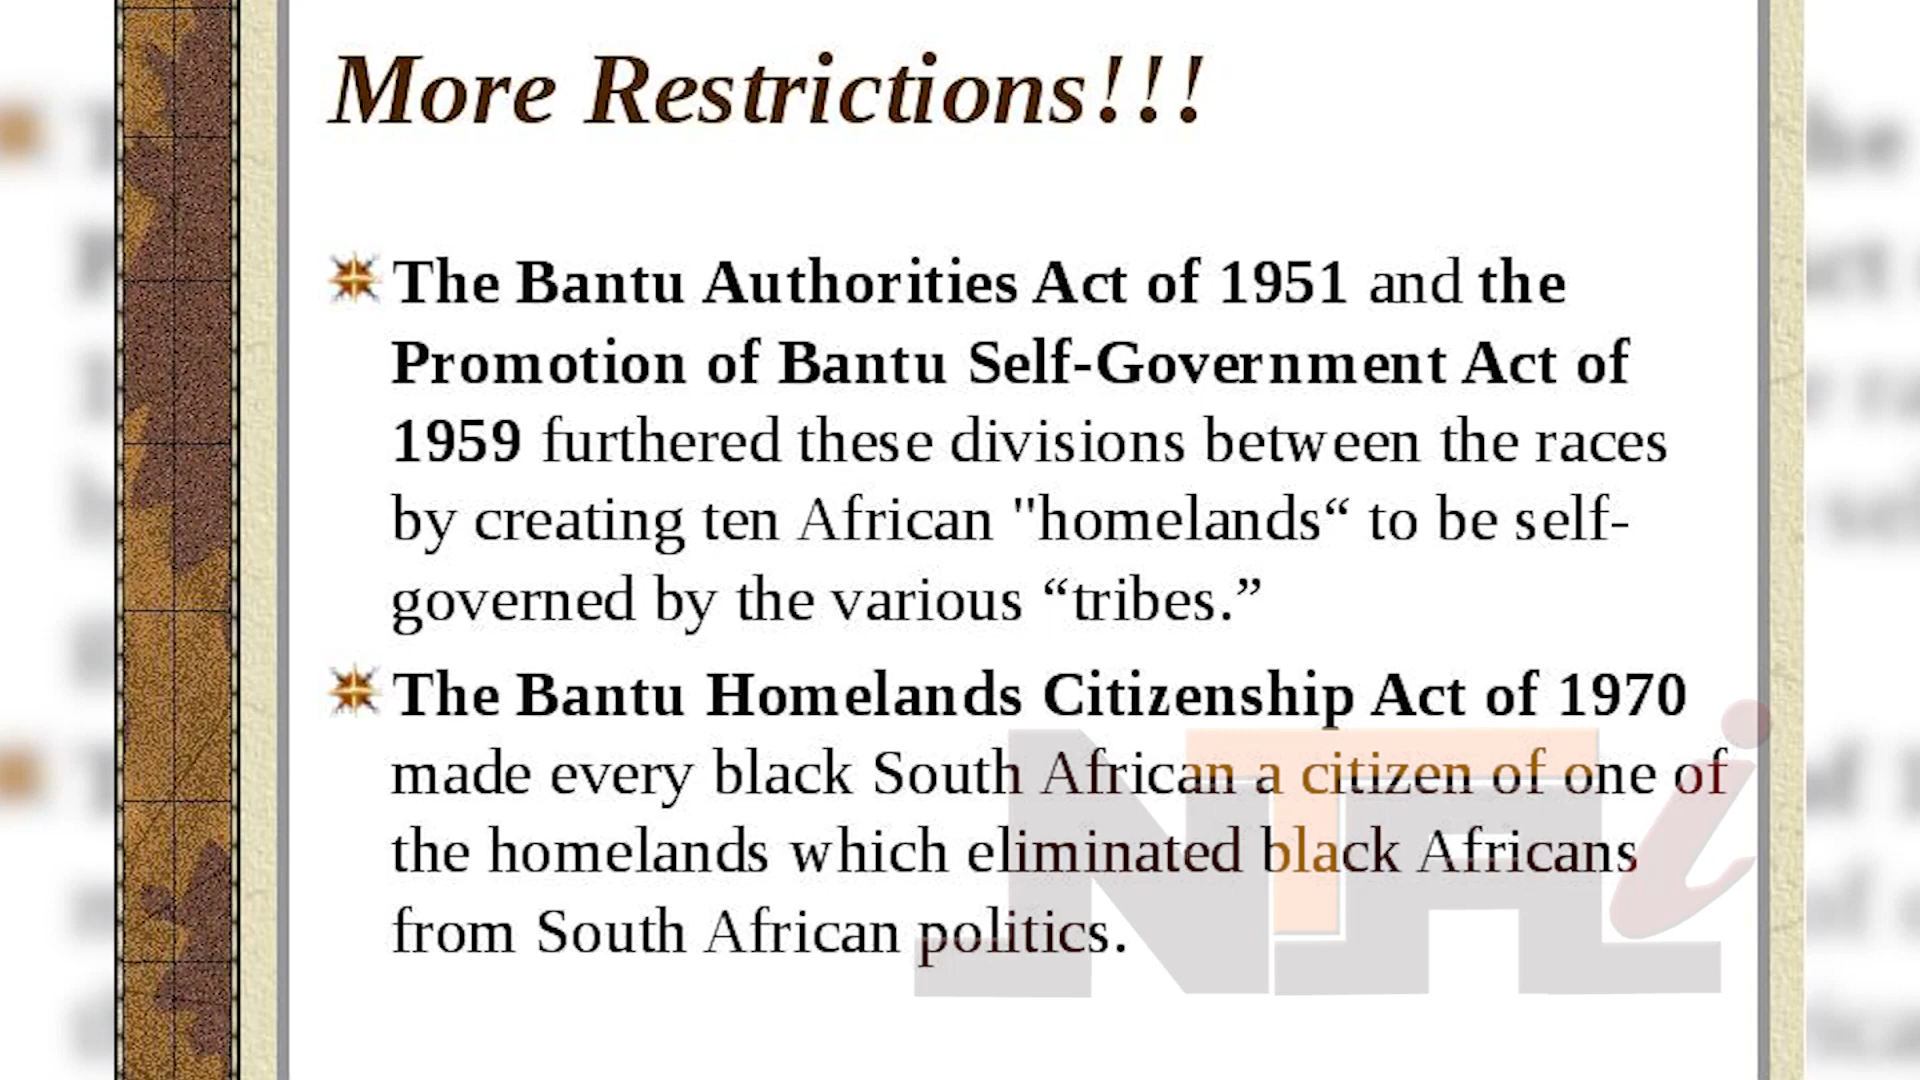 More Restrictions!!!
The Bantu Authorities Act of 1951 and the
Promotion of Bantu Self-Government Act of
1959 furthered these divisions between the races
by creating ten African "homelands“ to be self-
governed by the various “tribes.”
The Bantu Homelands Citizenship Act of 1970
made every black South African a citizen of one of
the homelands which eliminated black Africans
from South African politics.